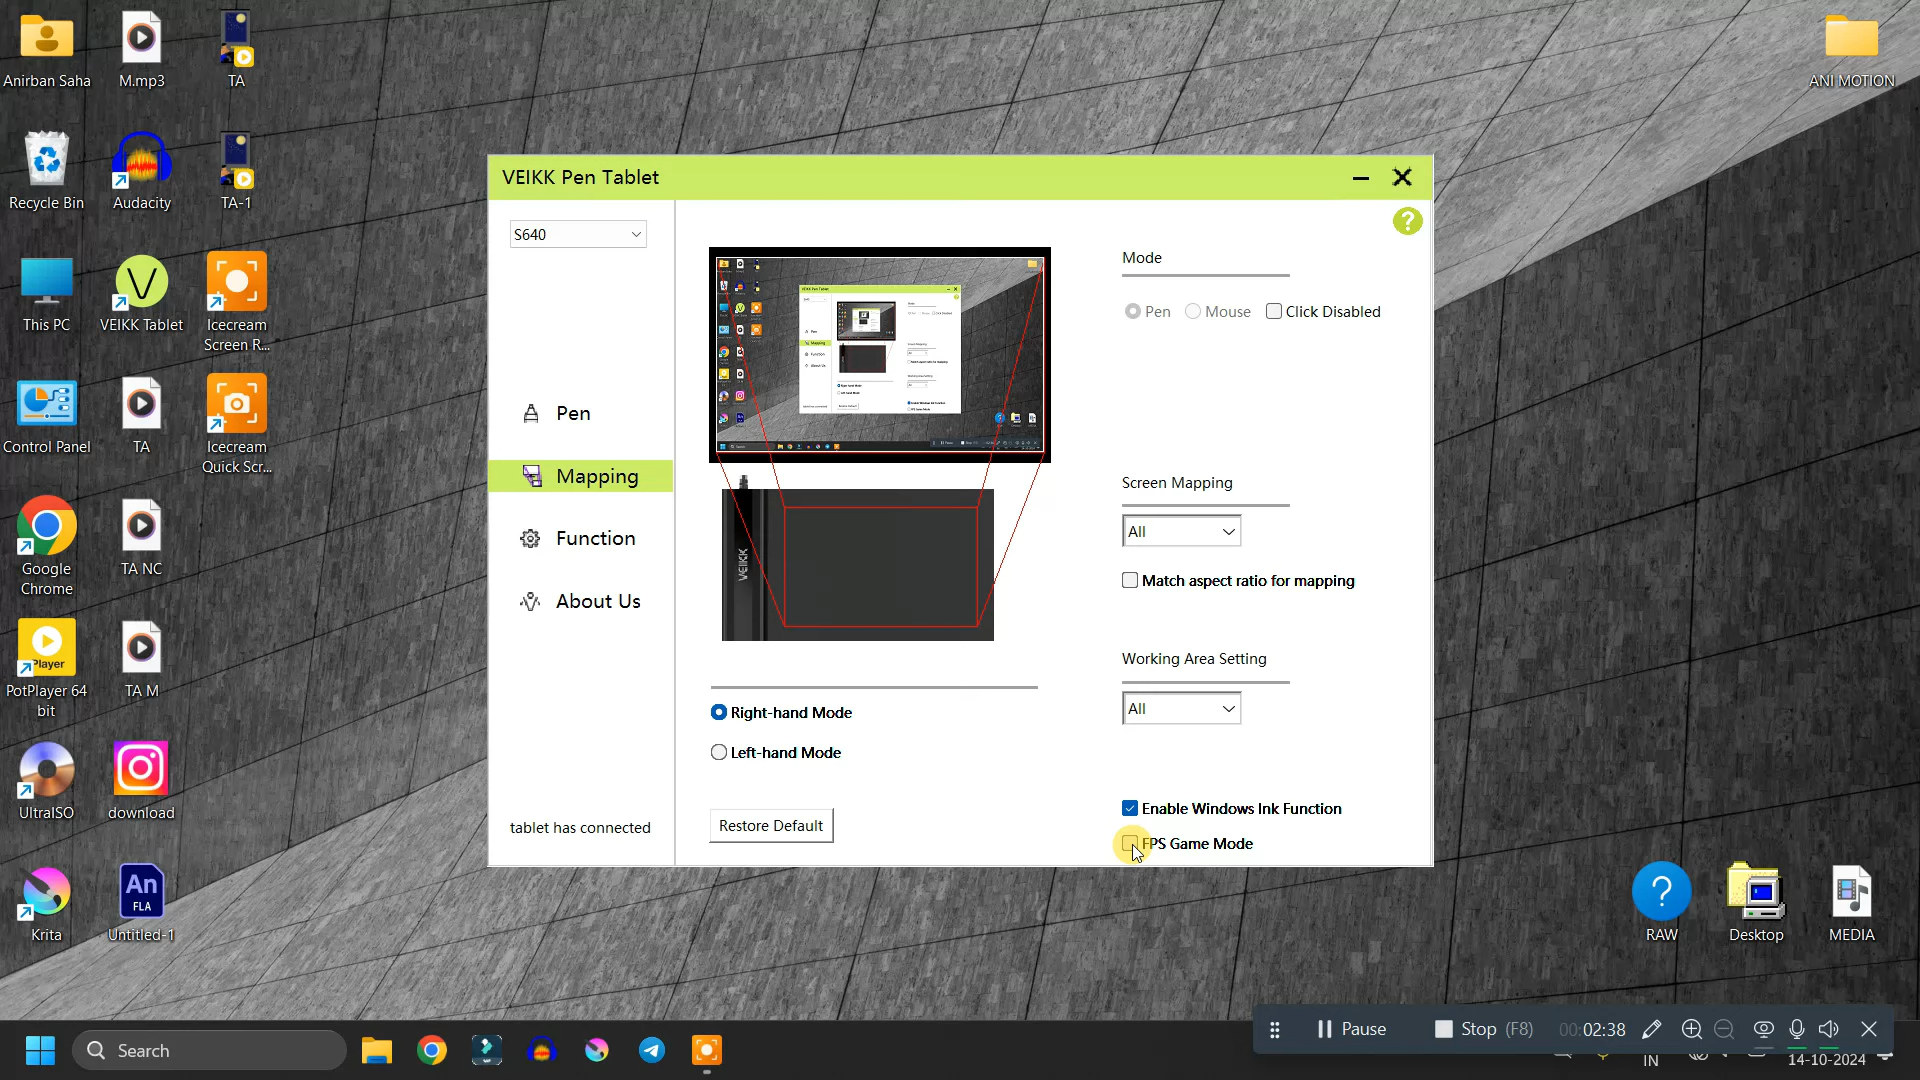 Anirban Saha
M.mp3
TA
ANI MOTION
Recycle Bin
Audacity
TA-1
This PC
VEIKK Tablet
Icecream
Screen R...
Control Panel
TA
Icecream
Quick Scr...
Google
Chrome
TA NC
Player
PotPlayer 64
bit
TA M
UltraISO
download
Krita
An
FLA
Untitled-1
VEIKK Pen Tablet
S640
Pen
Mapping
Function
About Us
tablet has connected
VEIKK
Right-hand Mode
Left-hand Mode
Restore Default
Mode
Pen
Mouse
Click Disabled
Screen Mapping
All
Match aspect ratio for mapping
Working Area Setting
All
Enable Windows Ink Function
FPS Game Mode
RAW
Desktop
MEDIA
Search
Pause
Stop (F8)
00:02:38
IN
14-10-2024